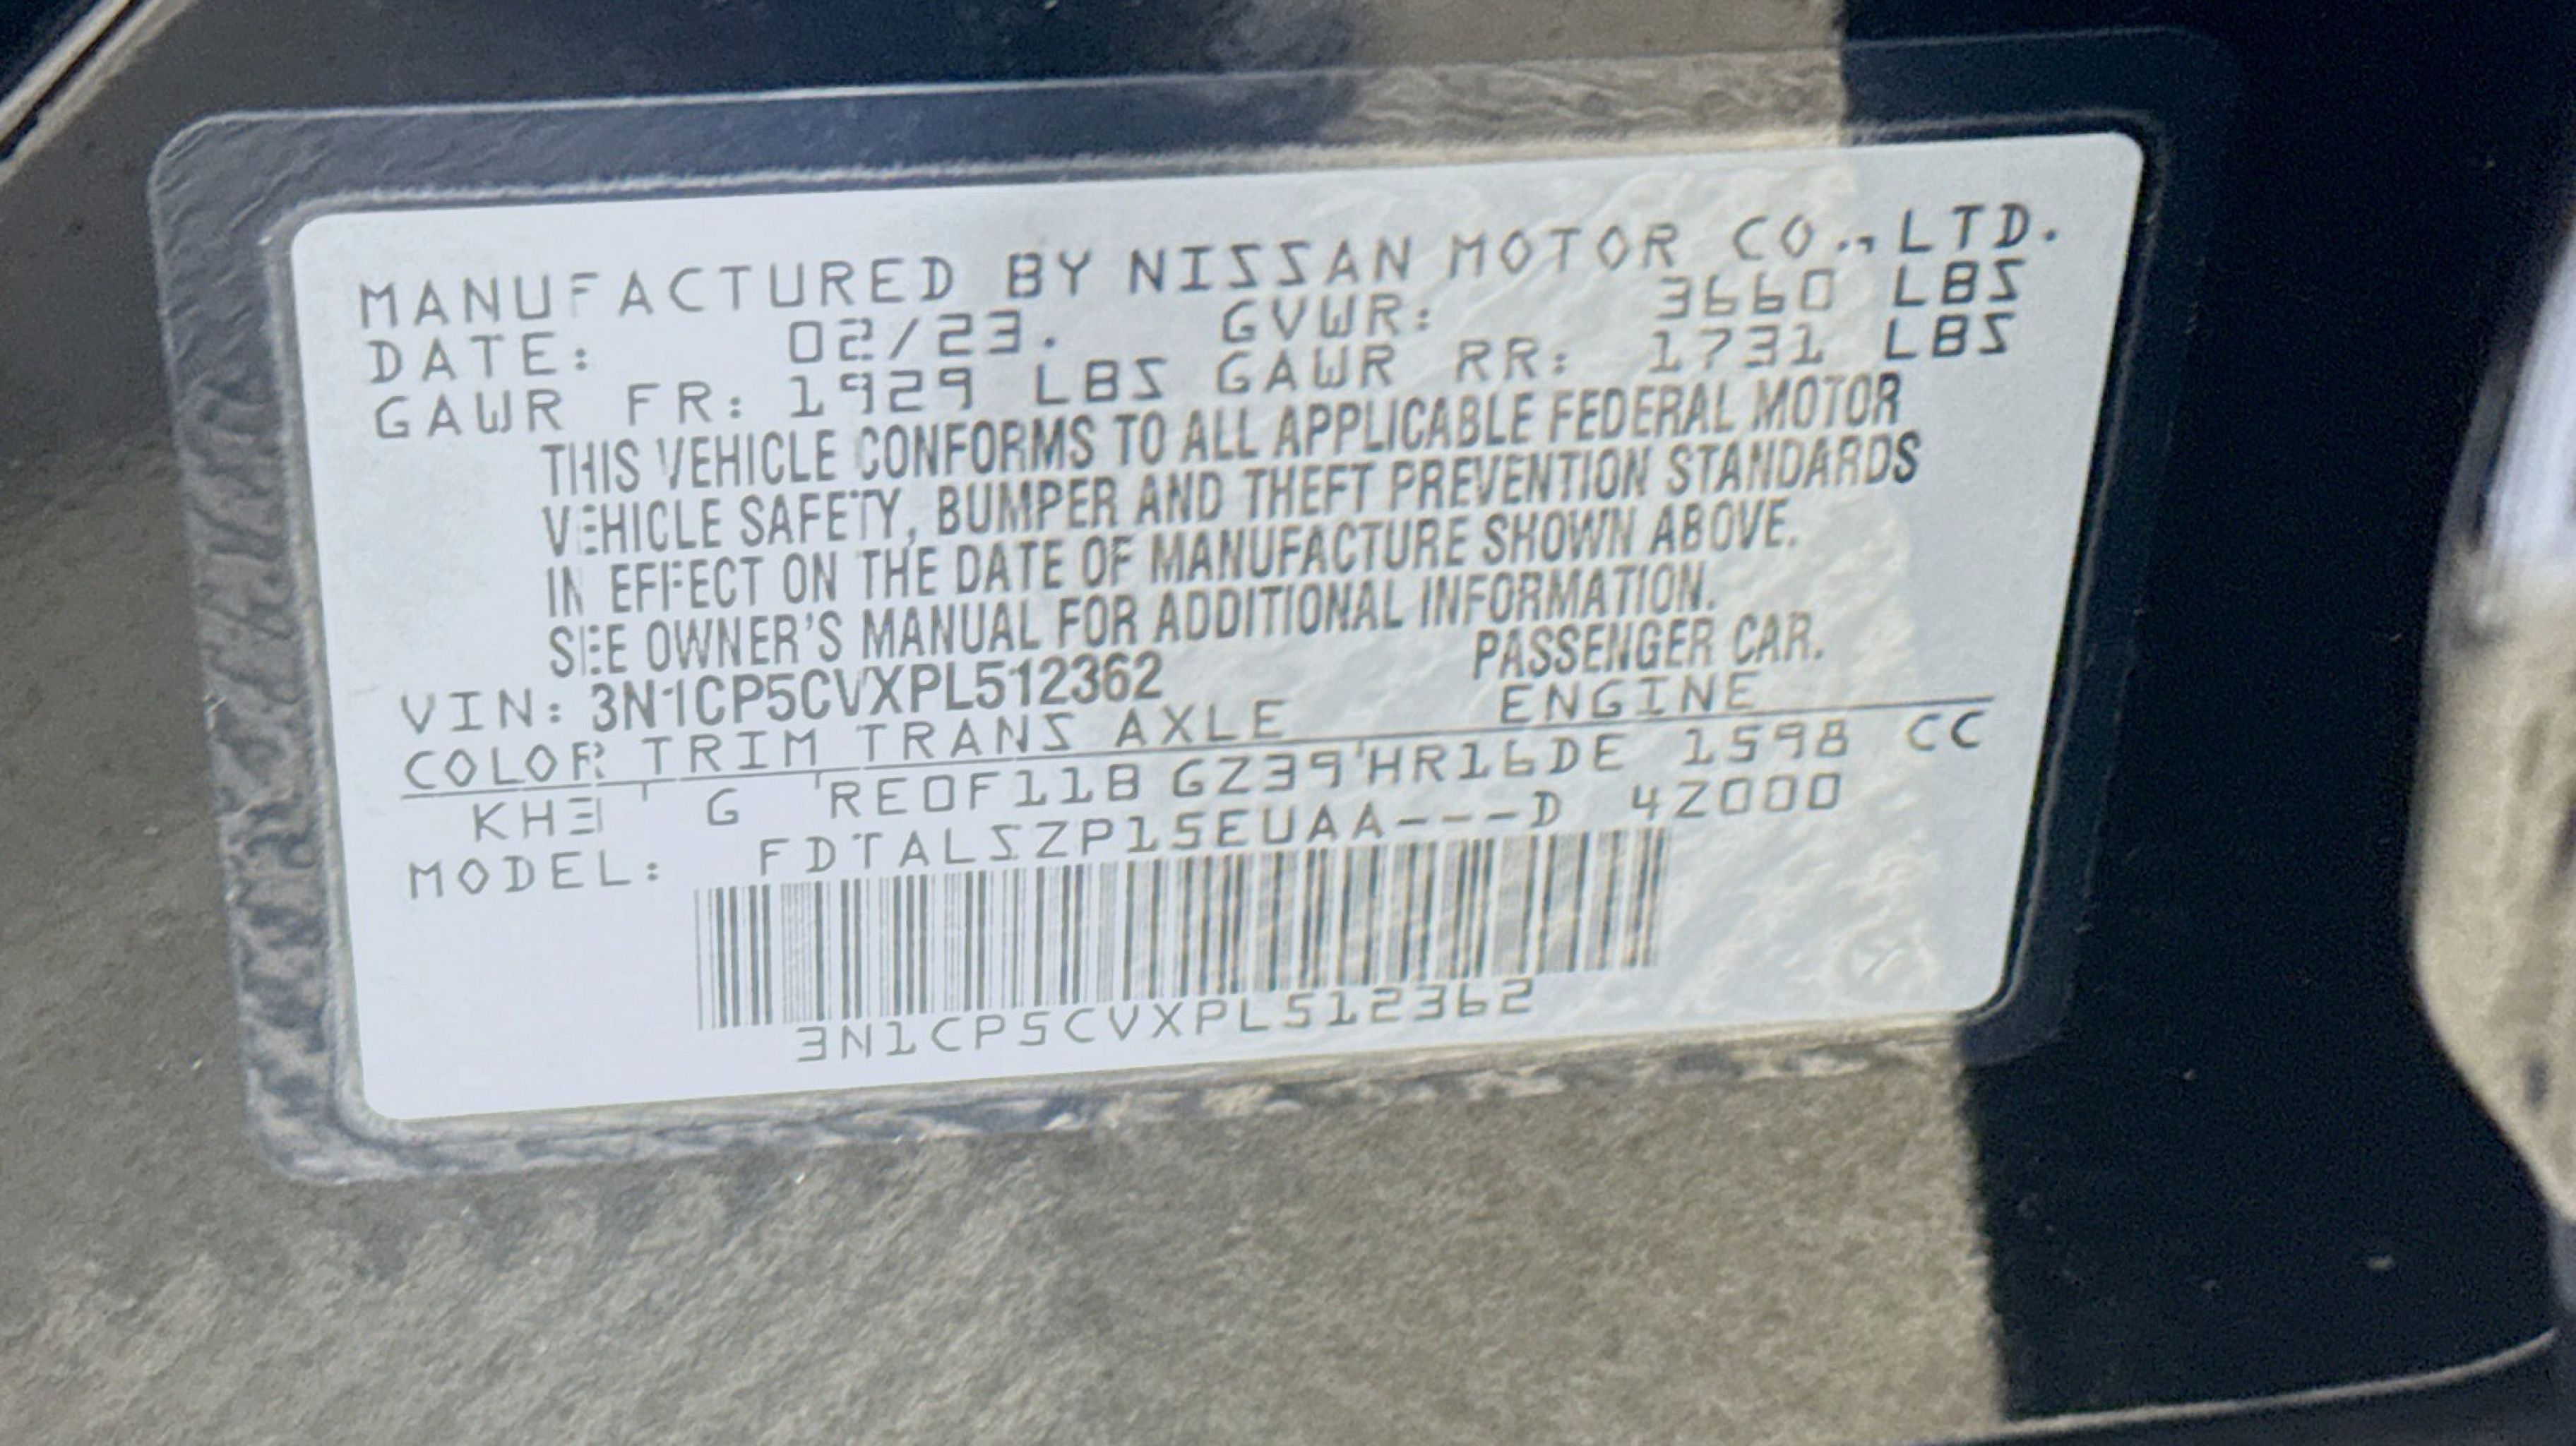 MANUFACTURED BY NISSAN MOTOR CO.,LTD.
DATE: 02/23. GVWR: 3660 LBS
GAWR FR: 1929 LBS GAWR RR: 1731 LBS
THIS VEHICLE CONFORMS TO ALL APPLICABLE FEDERAL MOTOR
VEHICLE SAFETY, BUMPER AND THEFT PREVENTION STANDARDS
IN EFFECT ON THE DATE OF MANUFACTURE SHOWN ABOVE.
SEE OWNER'S MANUAL FOR ADDITIONAL INFORMATION.
VIN: 3N1CP5CVXPL512362 PASSENGER CAR.
COLOR TRIM TRANS AXLE ENGINE
KH3 G RE0F11B GZ39 HR16DE 1598 CC
MODEL: FDTALSZP15EUAA---D 4Z000
3N1CP5CVXPL512362